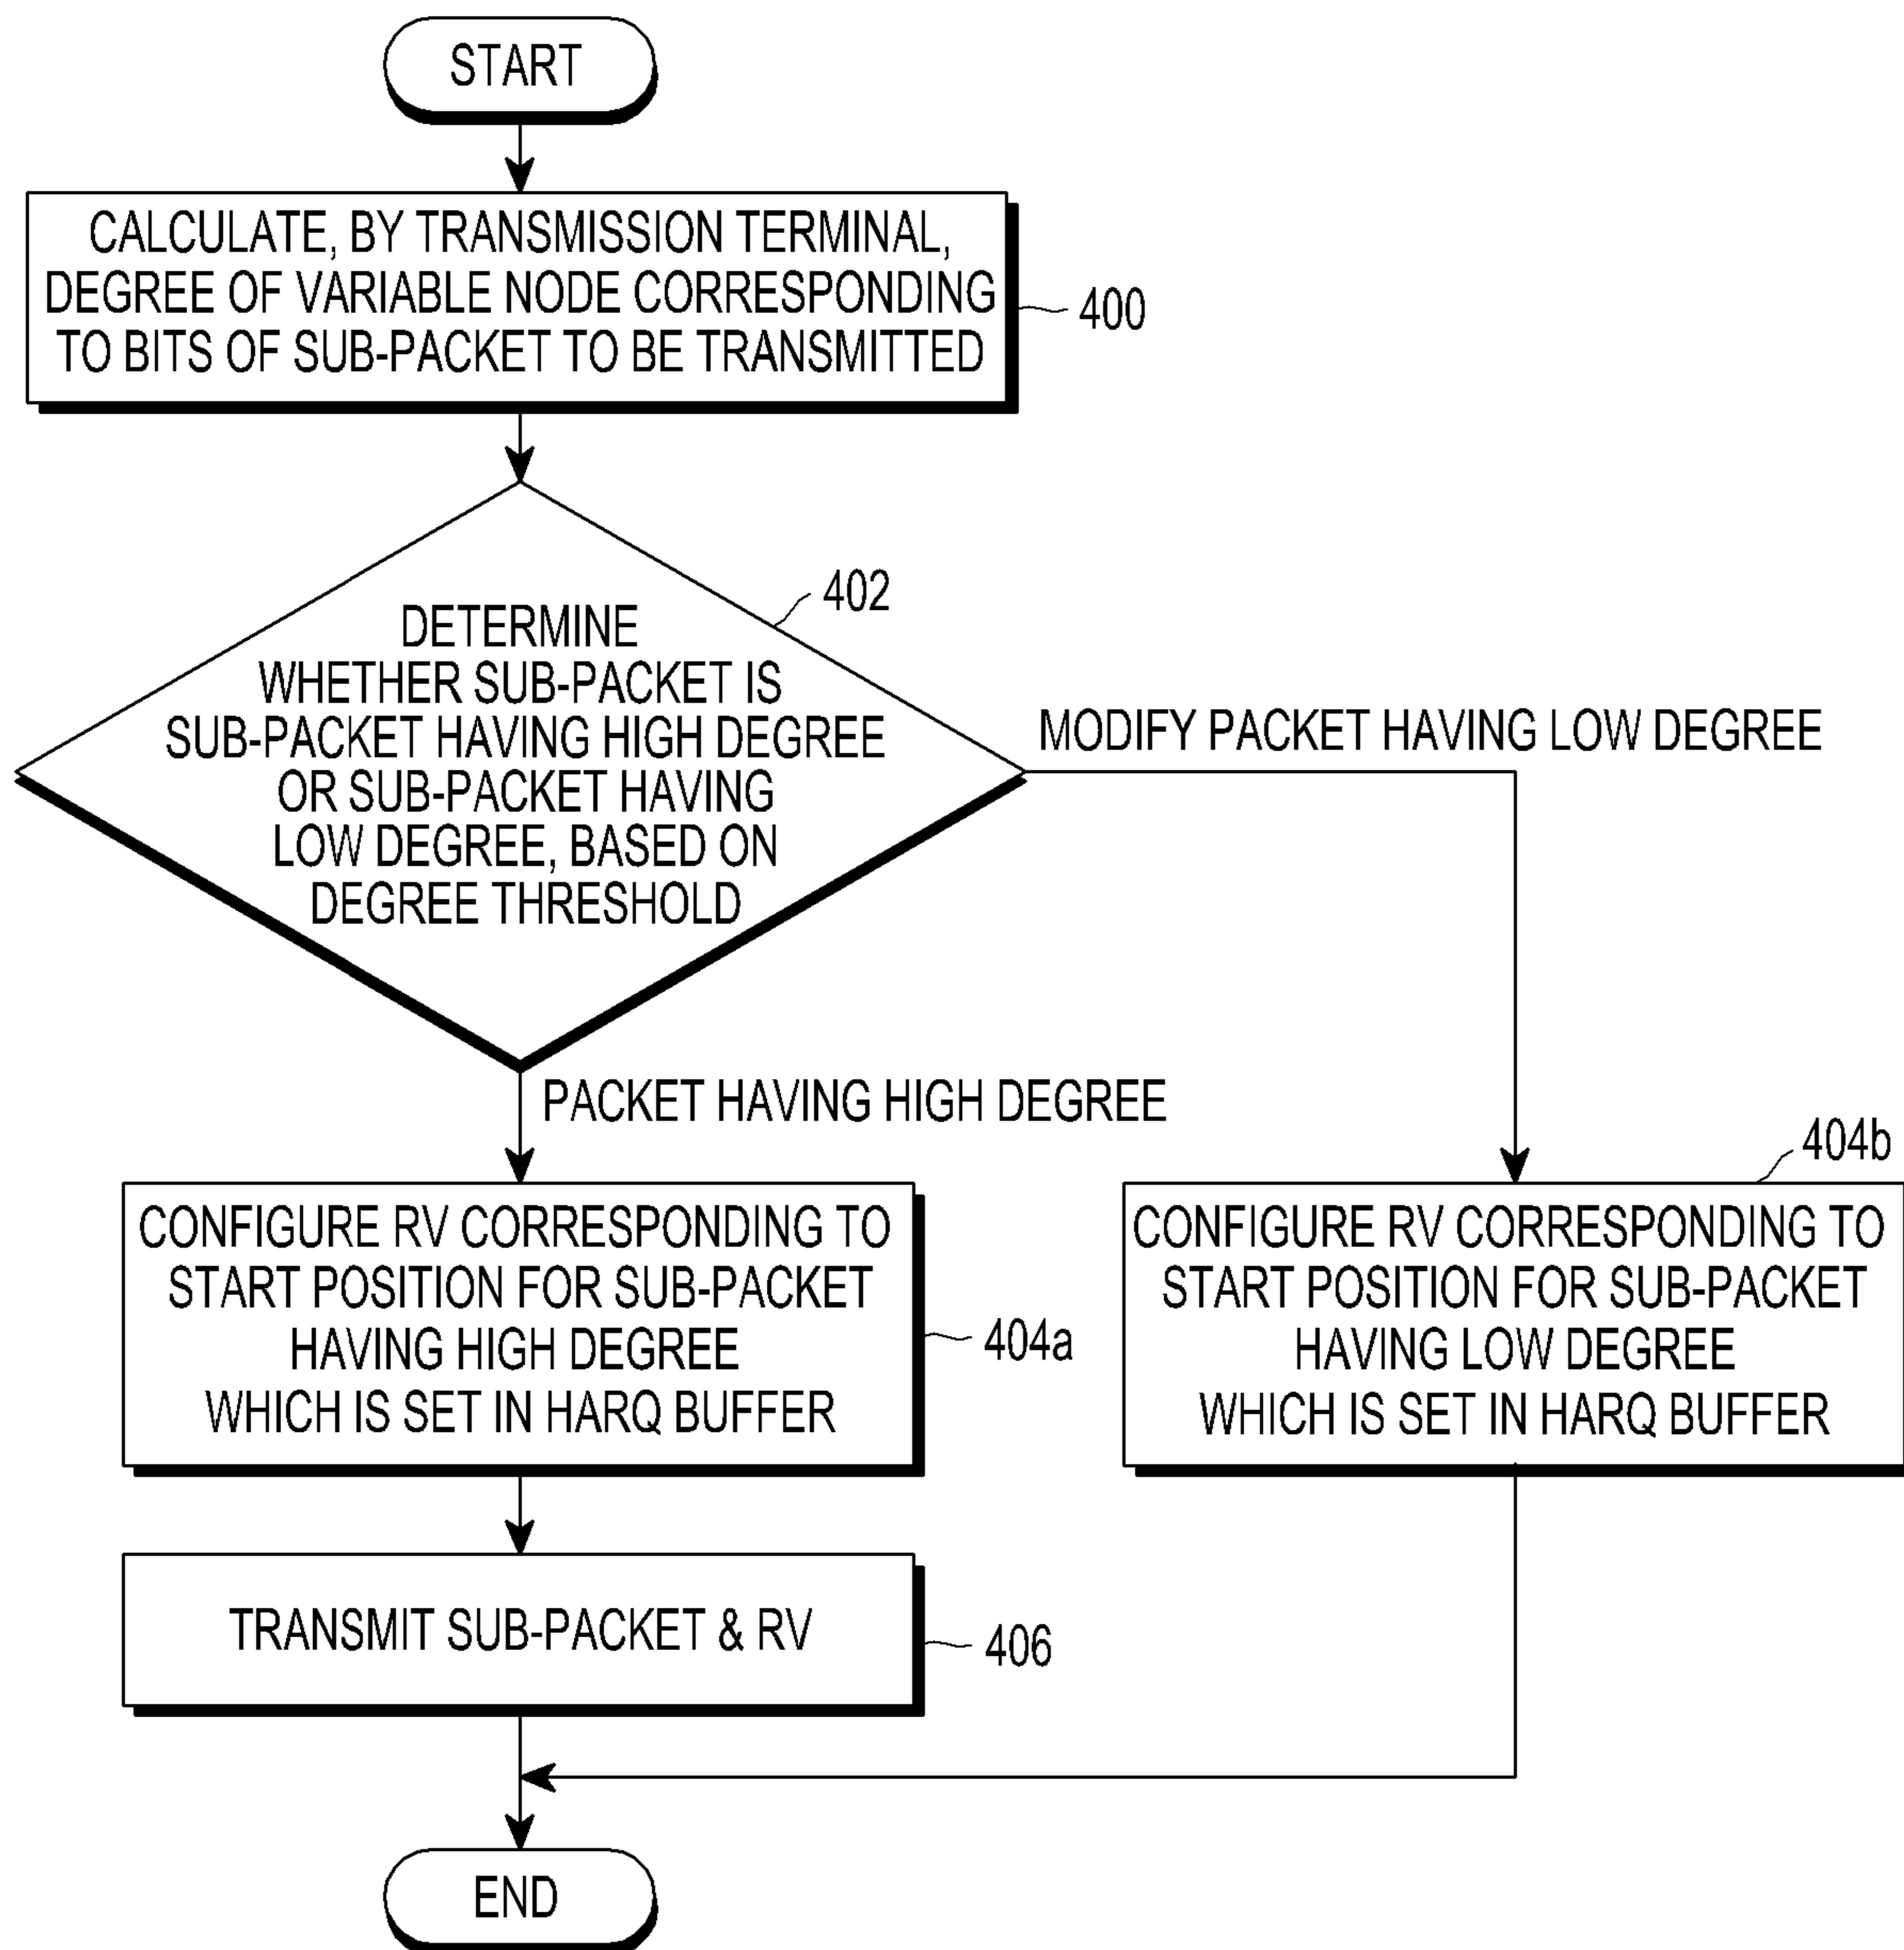 START
CALCULATE, BY TRANSMISSION TERMINAL,
DEGREE OF VARIABLE NODE CORRESPONDING
TO BITS OF SUB-PACKET TO BE TRANSMITTED
400
402
DETERMINE
WHETHER SUB-PACKET IS
SUB-PACKET HAVING HIGH DEGREE
OR SUB-PACKET HAVING
LOW DEGREE, BASED ON
DEGREE THRESHOLD
MODIFY PACKET HAVING LOW DEGREE
PACKET HAVING HIGH DEGREE
CONFIGURE RV CORRESPONDING TO
START POSITION FOR SUB-PACKET
HAVING HIGH DEGREE
WHICH IS SET IN HARQ BUFFER
404a
404b
CONFIGURE RV CORRESPONDING TO
START POSITION FOR SUB-PACKET
HAVING LOW DEGREE
WHICH IS SET IN HARQ BUFFER
TRANSMIT SUB-PACKET & RV
406
END